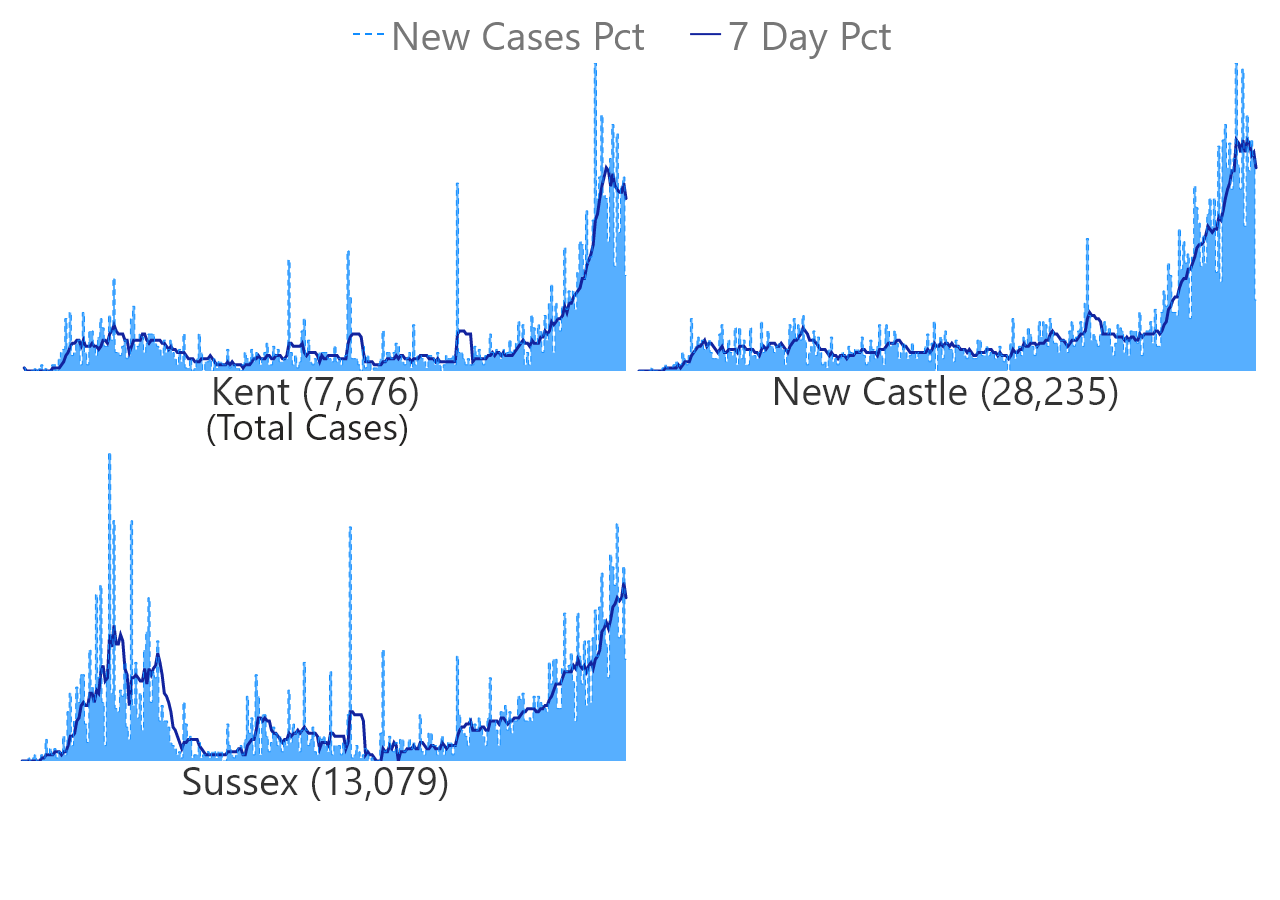 New Cases Pct 7 Day Pct
Kent (7,676)
(Total Cases)
New Castle (28,235)
Sussex (13,079)